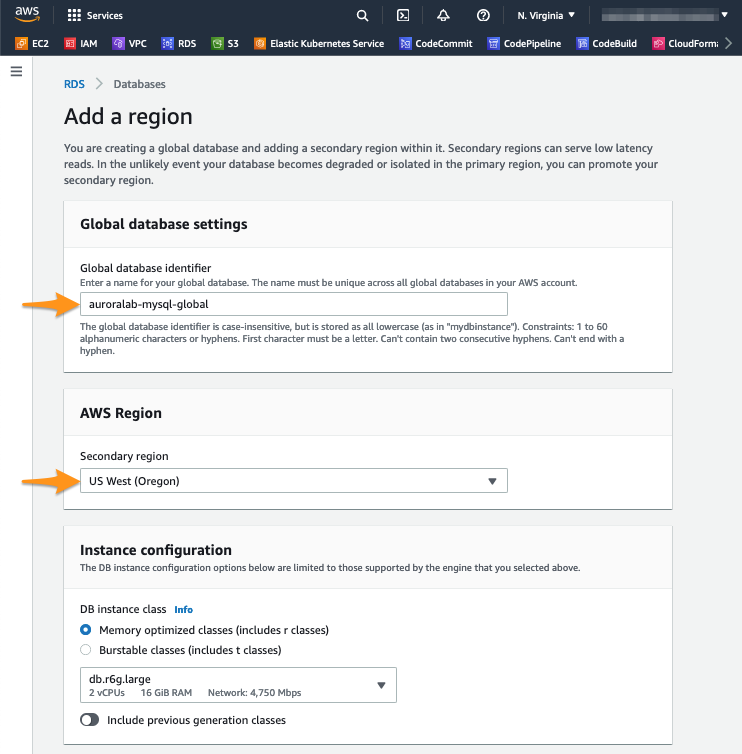 aws
Services
N. Virginia
EC2
IAM
VPC
RDS
S3
Elastic Kubernetes Service
CodeCommit
CodePipeline
CodeBuild
CloudForma
RDS
Databases
Add a region
You are creating a global database and adding a secondary region within it. Secondary regions can serve low latency
reads. In the unlikely event your database becomes degraded or isolated in the primary region, you can promote your
secondary region.
Global database settings
Global database identifier
Enter a name for your global database. The name must be unique across all global databases in your AWS account.
auroralab-mysql-global
The global database identifier is case-insensitive, but is stored as all lowercase (as in "mydbinstance"). Constraints: 1 to 60
alphanumeric characters or hyphens. First character must be a letter. Can't contain two consecutive hyphens. Can't end with a
hyphen.
AWS Region
Secondary region
US West (Oregon)
Instance configuration
The DB instance configuration options below are limited to those supported by the engine that you selected above.
DB instance class Info
Memory optimized classes (includes r classes)
Burstable classes (includes t classes)
db.r6g.large
2 vCPUs 16 GiB RAM Network: 4,750 Mbps
Include previous generation classes